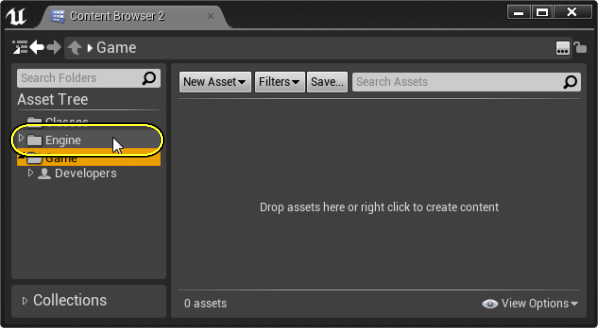 Content Browser 2
Game
Search Folders
Asset Tree
Classes
Engine
Game
Developers
Collections
New Asset
Filters
Save...
Search Assets
Drop assets here or right click to create content
0 assets
View Options